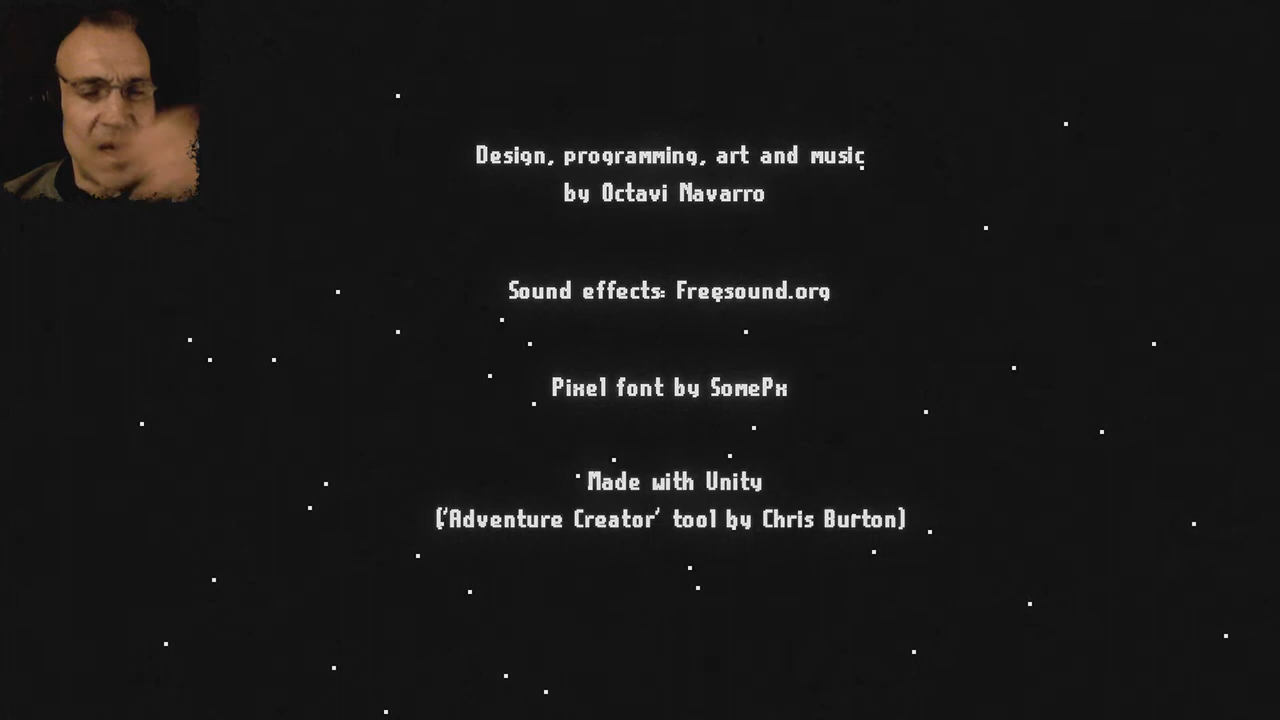 Design, programming, art and music
by Octavi Navarro
Sound effects: Freesound.org
Pixel font by SomePx
Made with Unity
('Adventure Creator' tool by Chris Burton)